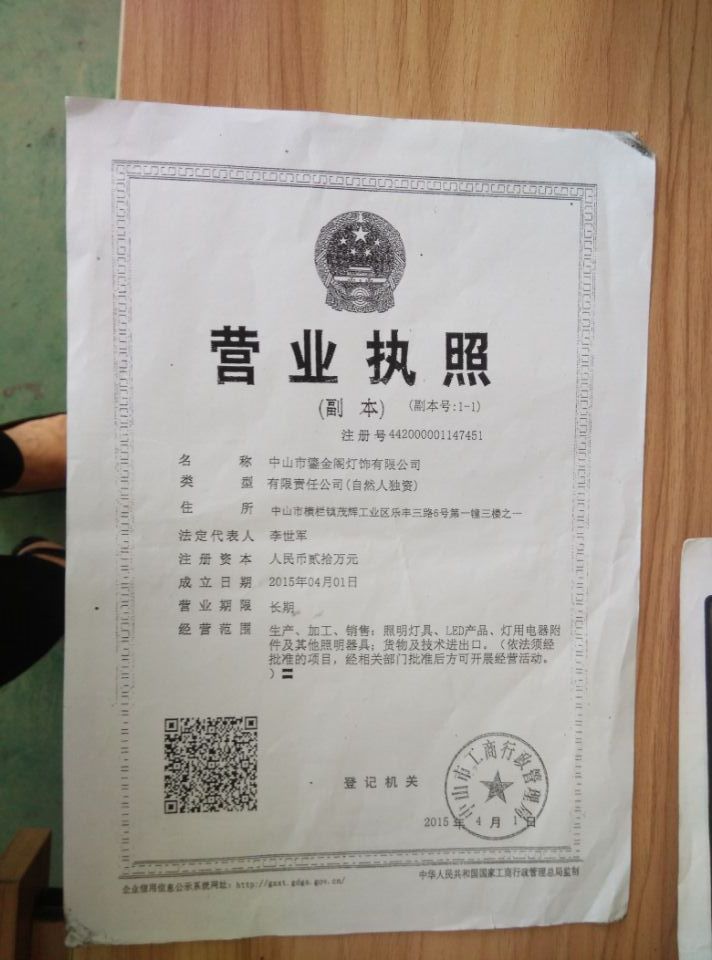 营业执照
(副 本) (副本号:1-1)
注册号442000001147451
名 称 中山市鎏金阁灯饰有限公司
类 型 有限责任公司(自然人独资)
住 所 中山市横栏镇茂辉工业区乐丰三路6号第一幢三楼之一
法定代表人 李世军
注册资本 人民币贰拾万元
成立日期 2015年04月01日
营业期限 长期
经营范围 生产、加工、销售：照明灯具、LED产品、灯用电器附
件及其他照明器具；货物及技术进出口。（依法须经
批准的项目，经相关部门批准后方可开展经营活动。
）
登记机关
中山市工商行政管理局
2015年 4 月 1 日
企业信用信息公示系统网址：http://gsxt.gdgs.gov.cn/
中华人民共和国国家工商行政管理总局监制